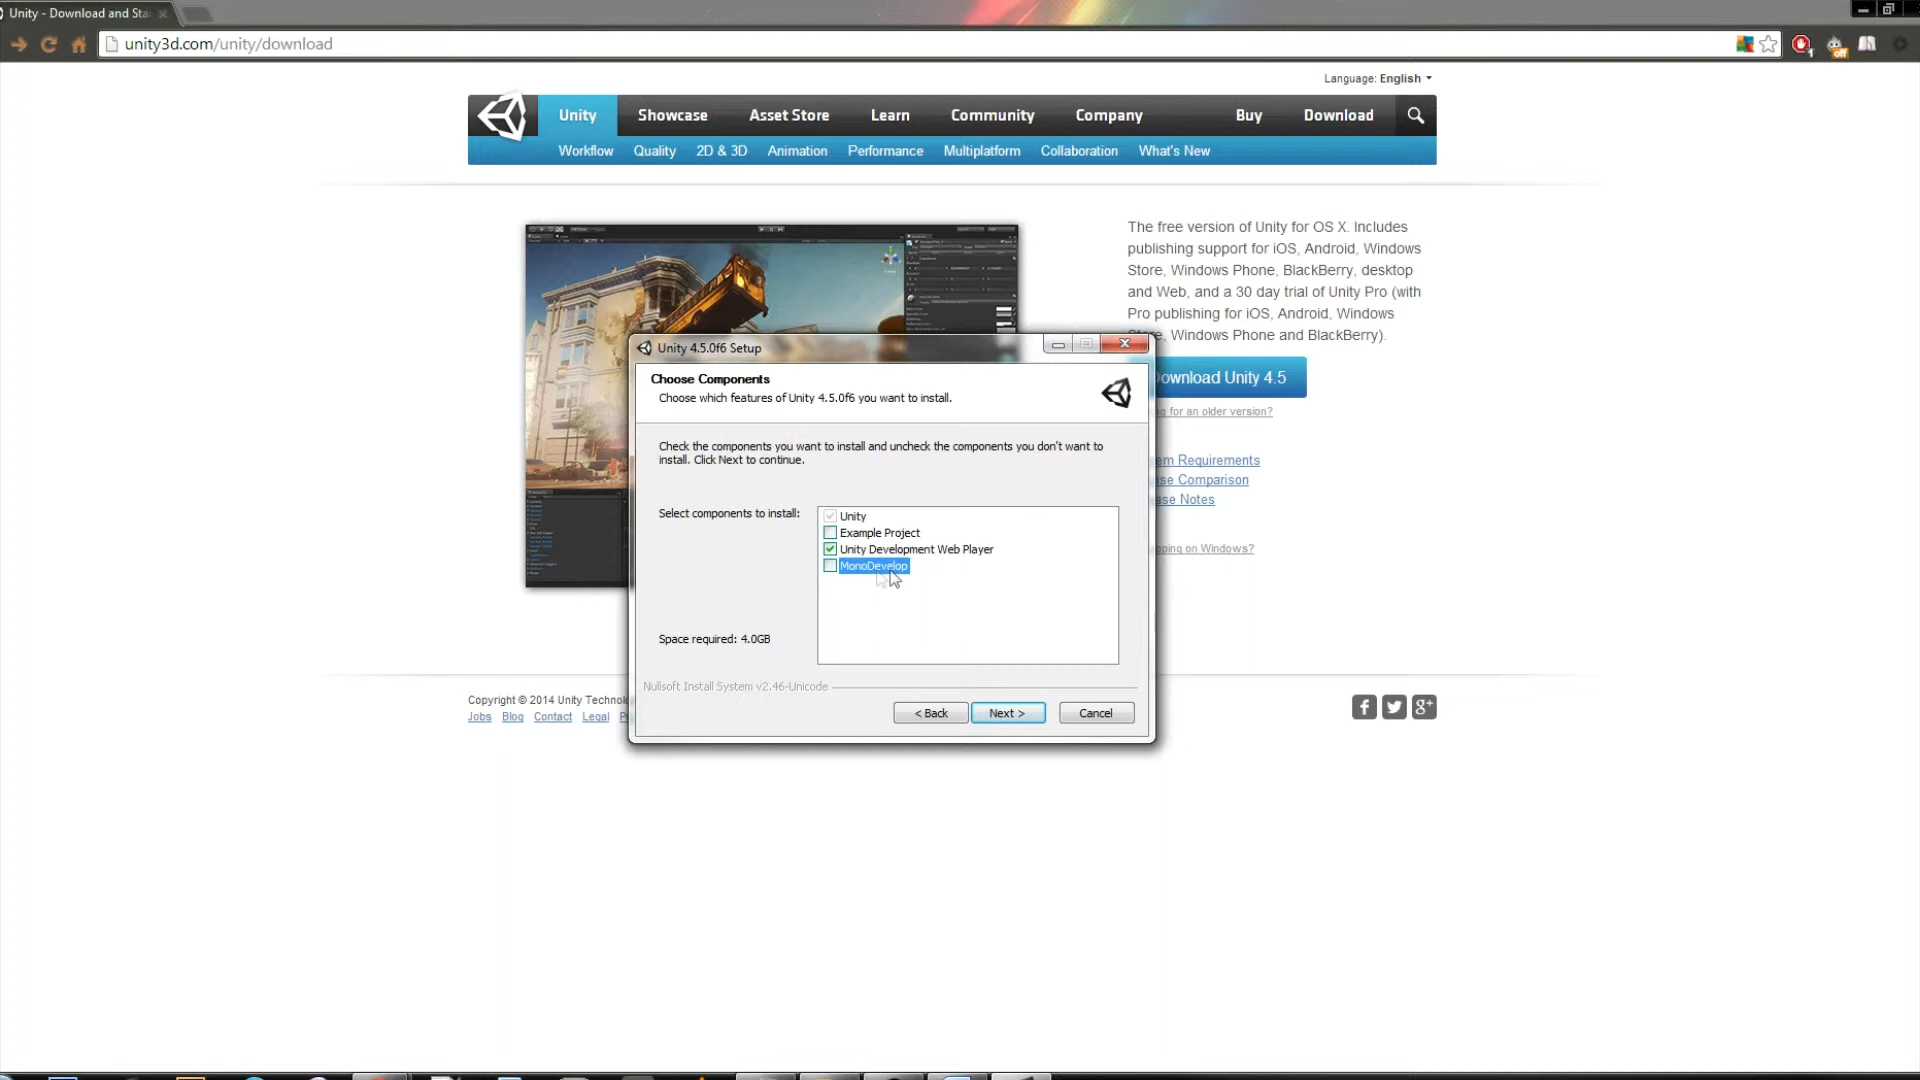 Unity - Download and Sta
unity3d.com/unity/download
1
off
Language: English
Unity Showcase Asset Store Learn Community Company Buy Download
Workflow Quality 2D & 3D Animation Performance Multiplatform Collaboration What's New
The free version of Unity for OS X. Includes
publishing support for iOS, Android, Windows
Store, Windows Phone, BlackBerry, desktop
and Web, and a 30 day trial of Unity Pro (with
Pro publishing for iOS, Android, Windows
Windows Phone and BlackBerry).
ownload Unity 4.5
for an older version?
em Requirements
se Comparison
ase Notes
on Windows?
Unity 4.5.0f6 Setup
Choose Components
Choose which features of Unity 4.5.0f6 you want to install.
Check the components you want to install and uncheck the components you don't want to
install. Click Next to continue.
Select components to install:
Unity
Example Project
Unity Development Web Player
MonoDevelop
Space required: 4.0GB
Nullsoft Install System v2.46-Unicode
< Back Next > Cancel
Copyright © 2014 Unity Technolo
Jobs Blog Contact Legal P